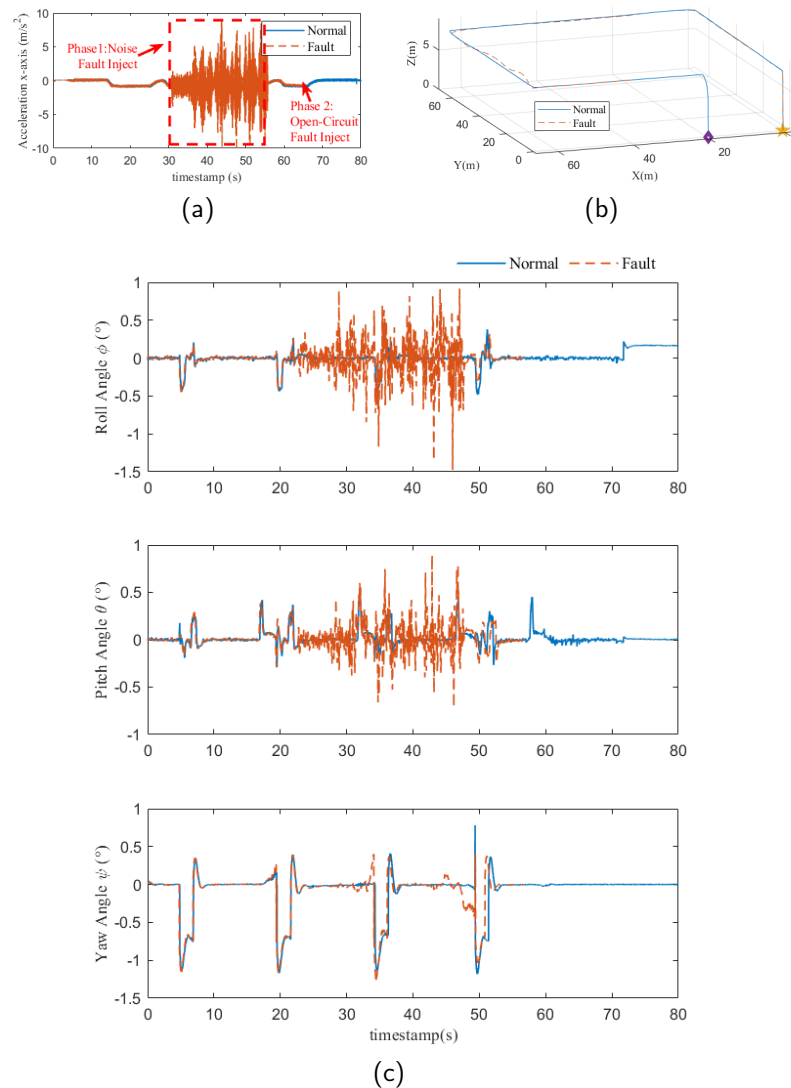 10
5
0
-5
-10
Acceleration x-axis (m/s²)
Phase1:Noise
Fault Inject
Normal
Fault
Phase 2:
Open-Circuit
Fault Inject
0 10 20 30 40 50 60 70 80
timestamp (s)
(a)
Z(m)
5
0
60
40
20
0
Y(m)
Normal
Fault
60 40 20
X(m)
(b)
Normal Fault
1
0.5
0
-0.5
-1
-1.5
Roll Angle ϕ (°)
0 10 20 30 40 50 60 70 80
1
0.5
0
-0.5
-1
Pitch Angle θ (°)
0 10 20 30 40 50 60 70 80
1
0.5
0
-0.5
-1
-1.5
Yaw Angle ψ (°)
0 10 20 30 40 50 60 70 80
timestamp(s)
(c)